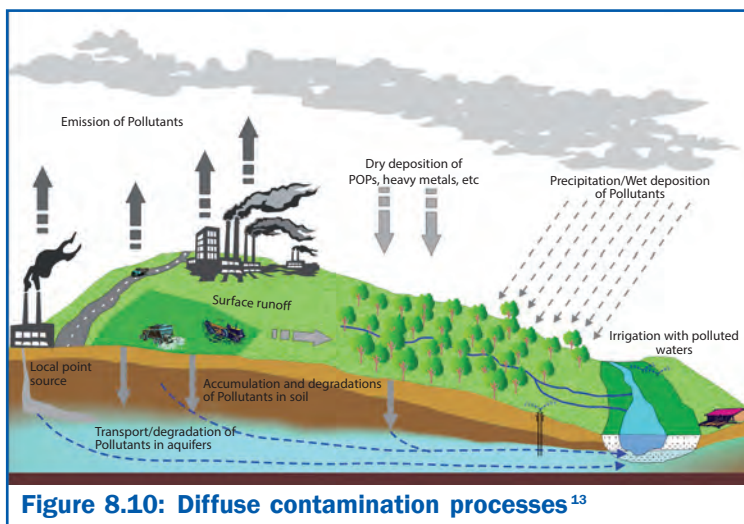 Emission of Pollutants
Dry deposition of
POPs, heavy metals, etc
Precipitation/Wet deposition
of Pollutants
Surface runoff
Irrigation with polluted
waters
Local point
source
Accumulation and degradations
of Pollutants in soil
Transport/degradation of
Pollutants in aquifers
Figure 8.10: Diffuse contamination processes 13